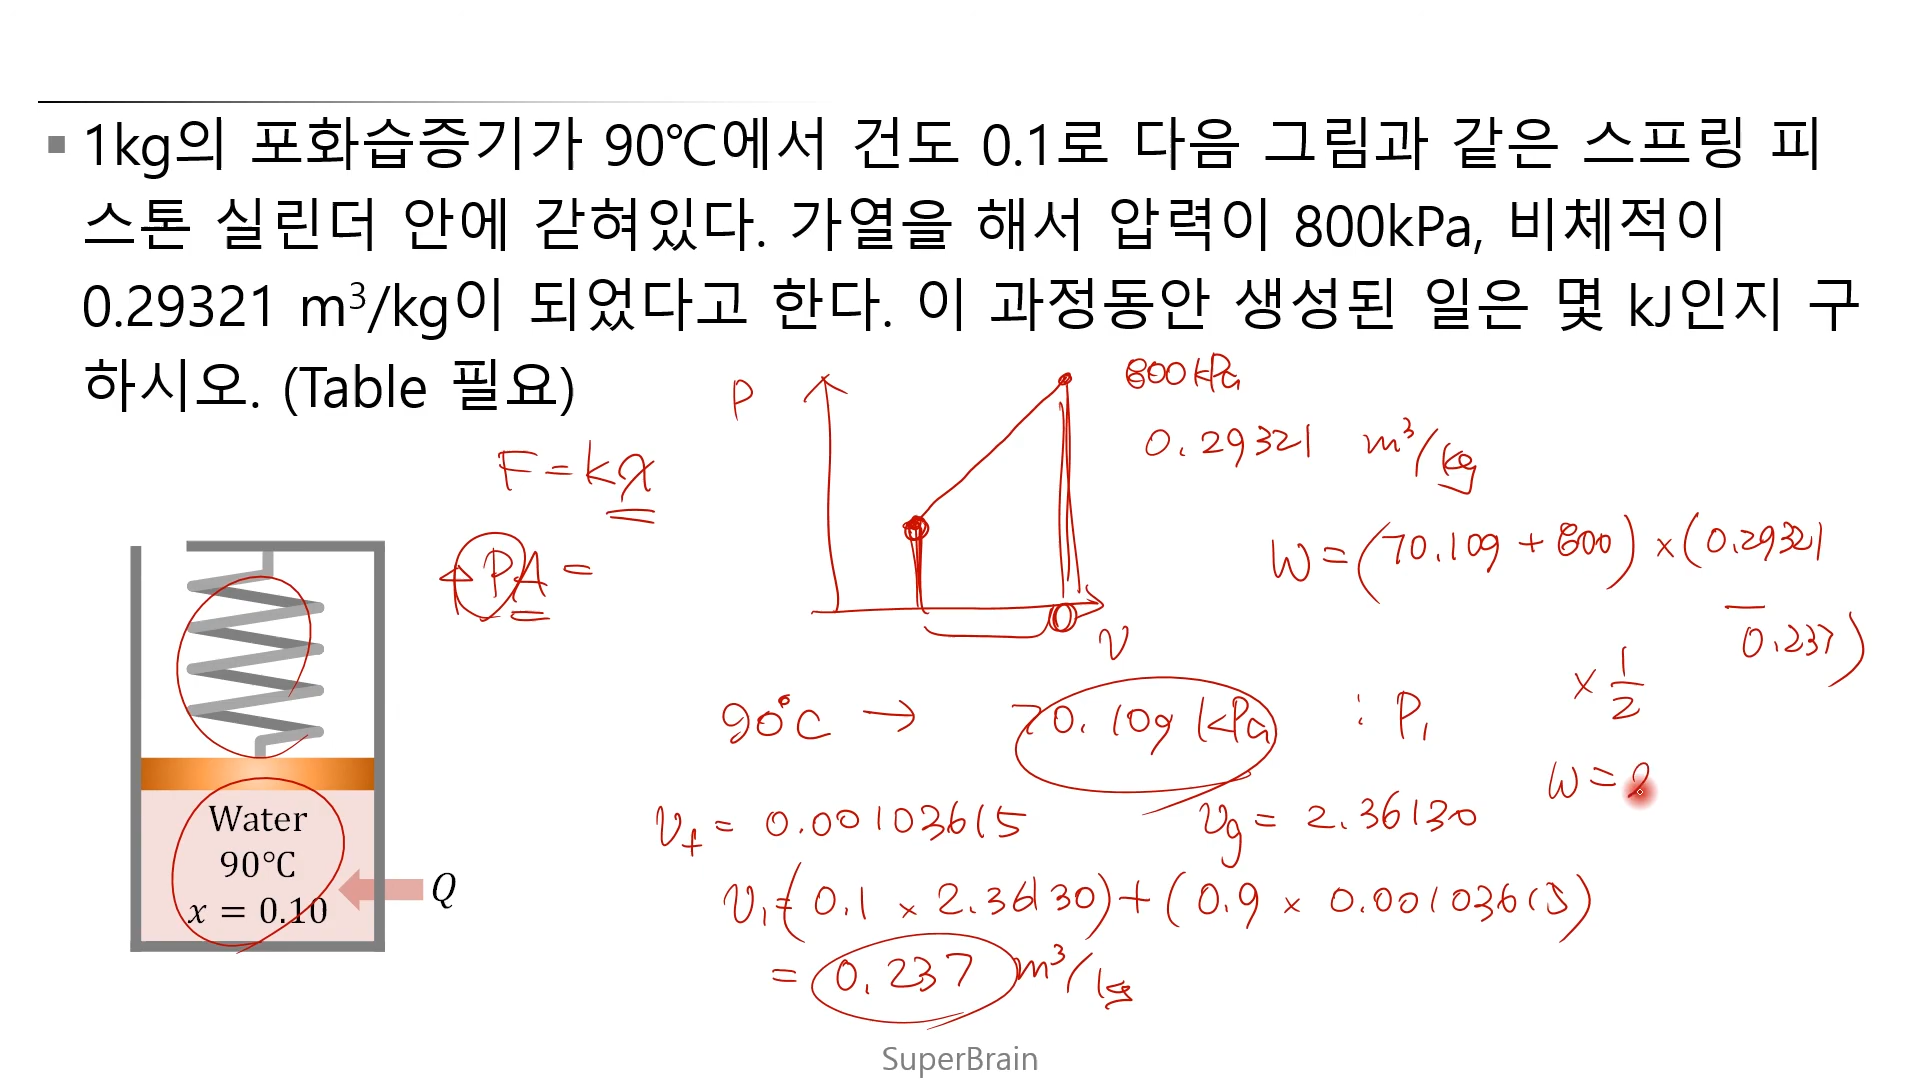 1kg의 포화습증기가 90℃에서 건도 0.1로 다음 그림과 같은 스프링 피
스톤 실린더 안에 갇혀있다. 가열을 해서 압력이 800kPa, 비체적이
0.29321 m³/kg이 되었다고 한다. 이 과정동안 생성된 일은 몇 kJ인지 구
하시오. (Table 필요)
P
800kPa
0.29321 m³/kg
F = kx
PA =
W = (70.109 + 800) × (0.29321
− 0.237)
× 1/2
V
90°C → 70.109 kPa : P₁
W =
Vf = 0.00103615 Vg = 2.36130
V₁ = (0.1 × 2.36130) + (0.9 × 0.00103615)
= 0.237 m³/kg
Water
90℃
x = 0.10
Q
SuperBrain